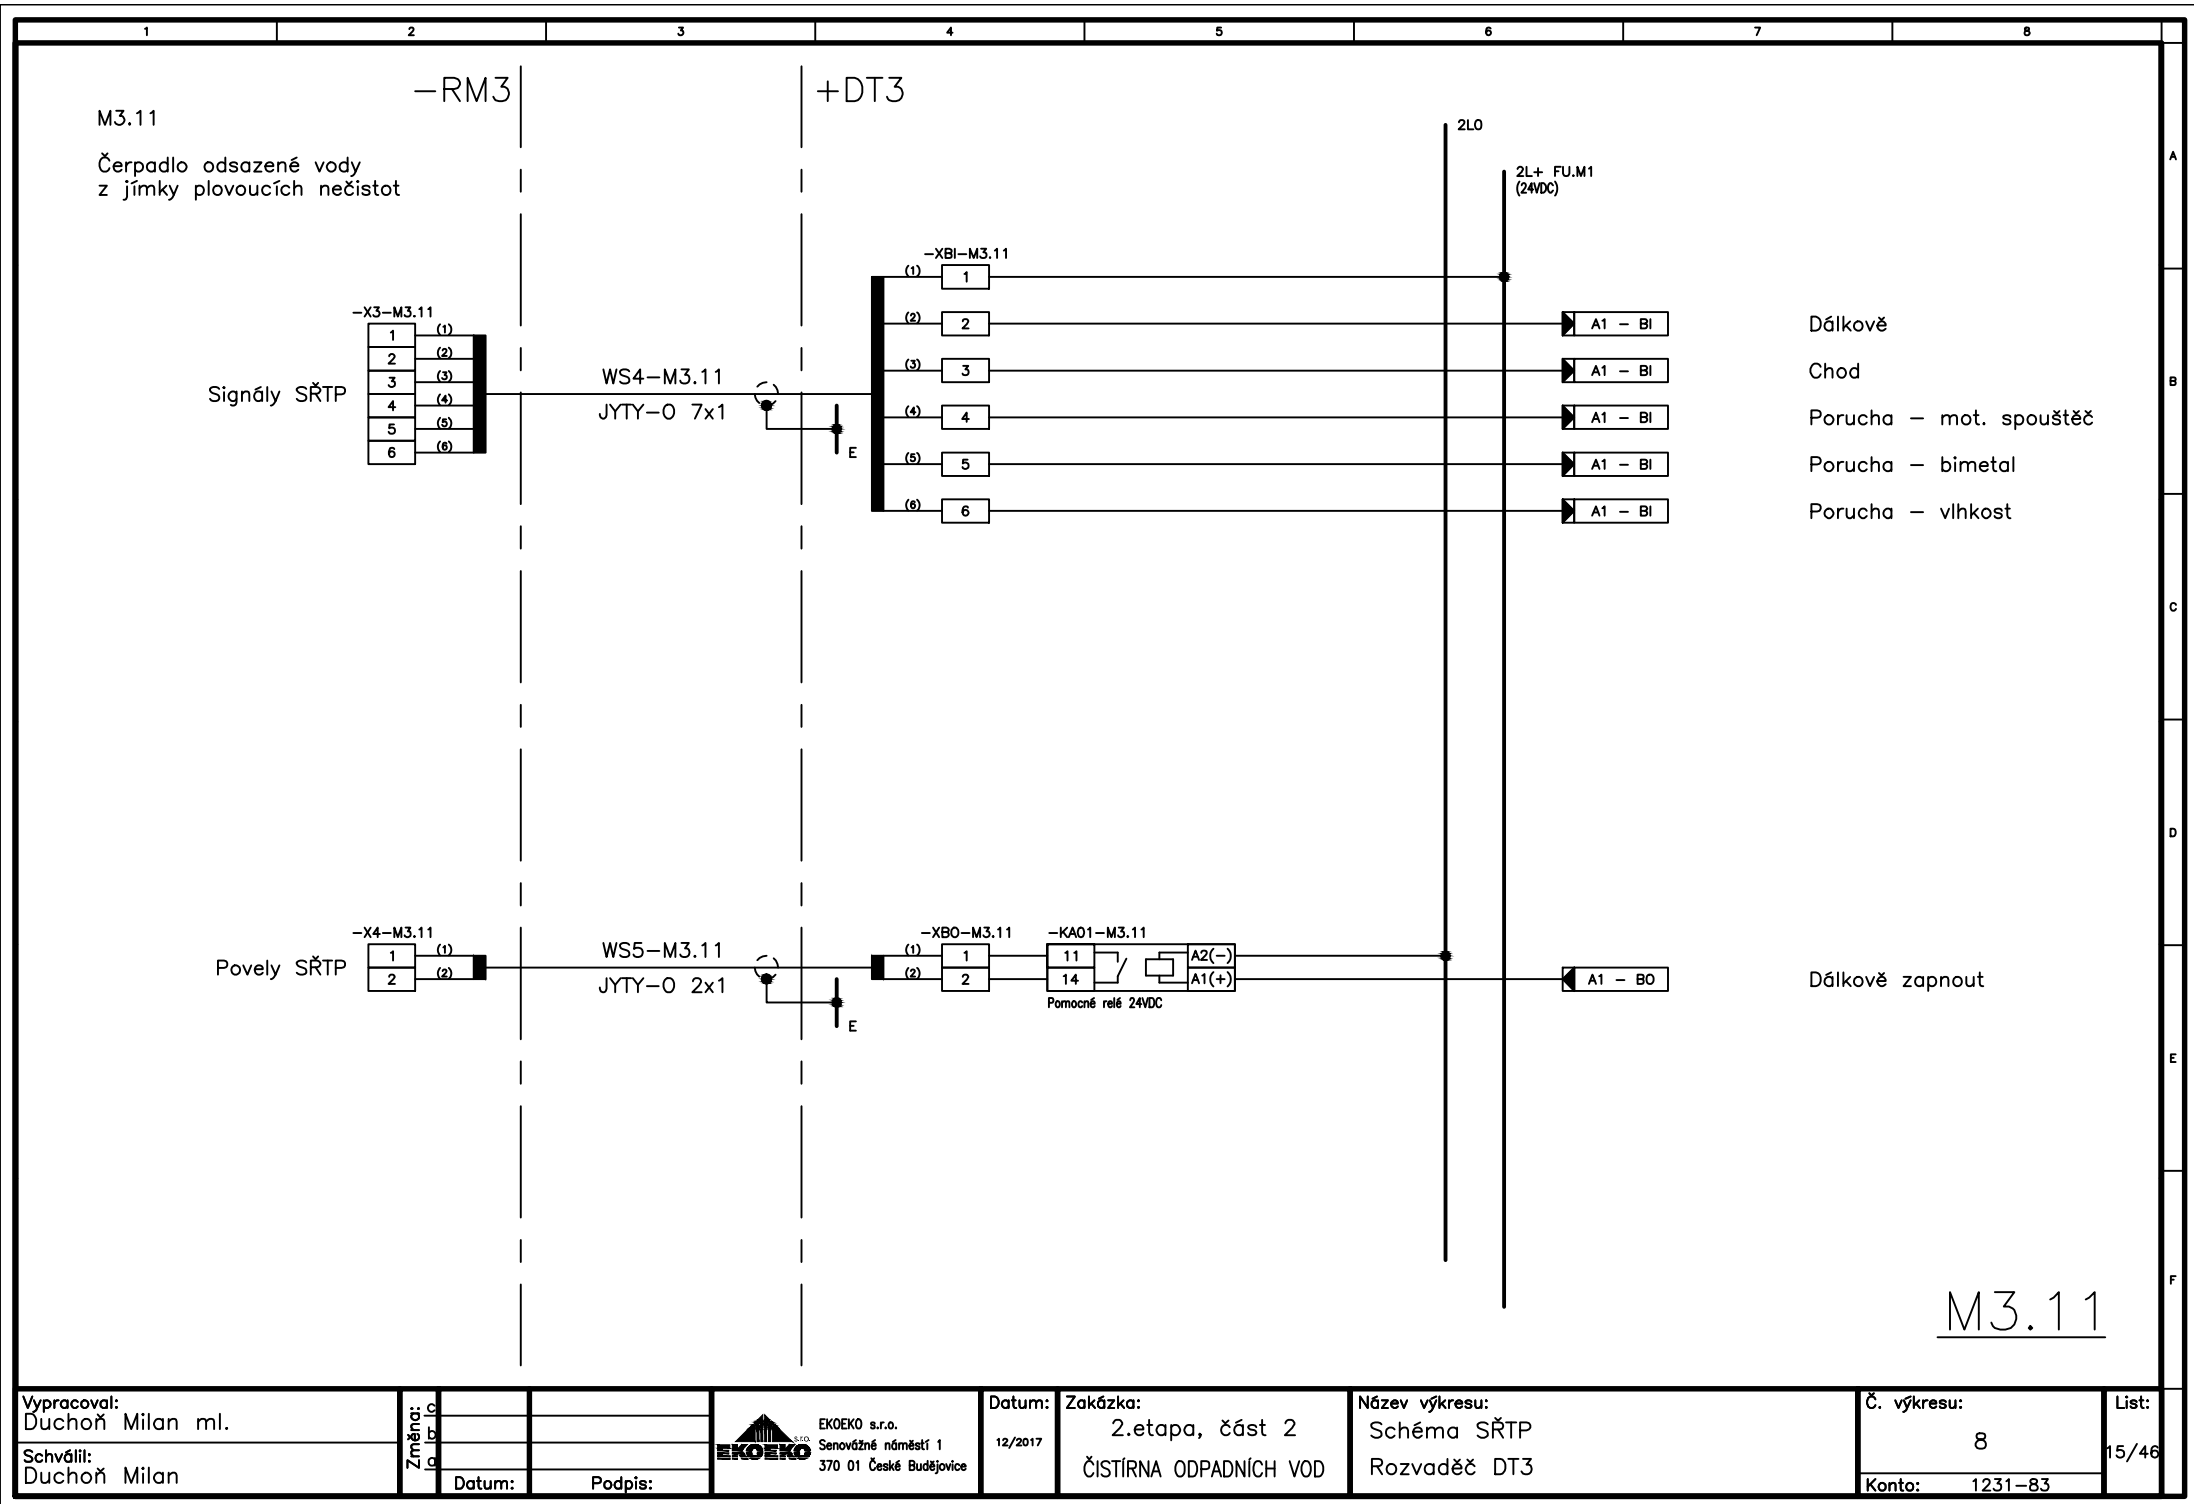 1 2 3 4 5 6 7 8
-RM3
+DT3
M3.11
Čerpadlo odsazené vody
z jímky plovoucích nečistot
2L0
2L+ FU.M1
(24VDC)
A
B
C
D
E
F
-X3-M3.11
1 (1)
2 (2)
3 (3)
4 (4)
5 (5)
6 (6)
Signály SŘTP
WS4-M3.11
JYTY-O 7x1
E
-XBI-M3.11
(1) 1
(2) 2 A1 - BI Dálkově
(3) 3 A1 - BI Chod
(4) 4 A1 - BI Porucha - mot. spouštěč
(5) 5 A1 - BI Porucha - bimetal
(6) 6 A1 - BI Porucha - vlhkost
-X4-M3.11
1 (1)
2 (2)
Povely SŘTP
WS5-M3.11
JYTY-O 2x1
E
-XBO-M3.11
(1) 1
(2) 2
-KA01-M3.11
11 A2(-)
14 A1(+)
Pomocné relé 24VDC
A1 - BO Dálkově zapnout
M3.11
Vypracoval:
Duchoň Milan ml.
Schválil:
Duchoň Milan
Změna:
c
b
a
Datum: Podpis:
EKOEKO s.r.o.
EKOEKO s.r.o.
Senovážné náměstí 1
370 01 České Budějovice
Datum:
12/2017
Zakázka:
2.etapa, část 2
ČISTÍRNA ODPADNÍCH VOD
Název výkresu:
Schéma SŘTP
Rozvaděč DT3
Č. výkresu:
8
Konto: 1231-83
List:
15/46